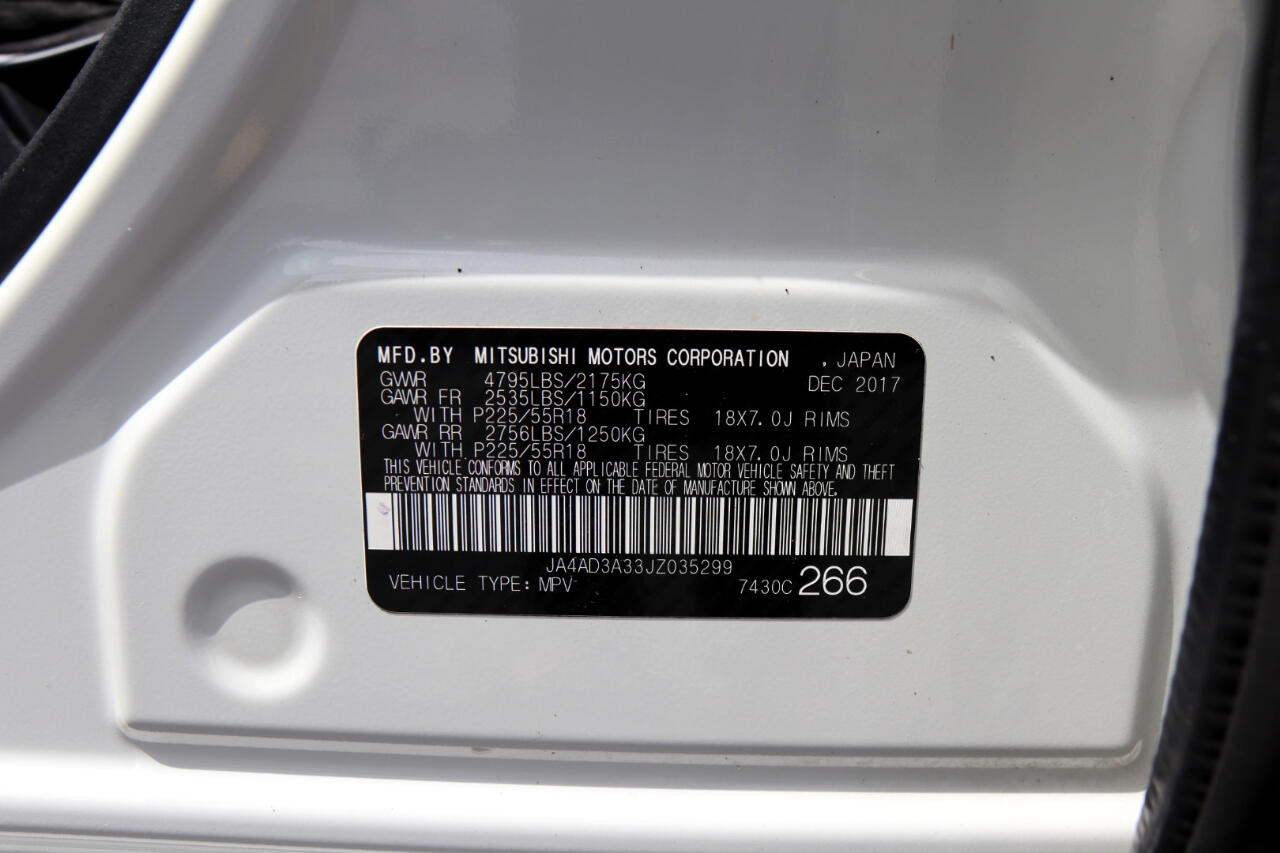 MFD.BY MITSUBISHI MOTORS CORPORATION , JAPAN
GVWR 4795LBS/2175KG DEC 2017
GAWR FR 2535LBS/1150KG
WITH P225/55R18 TIRES 18X7.0J RIMS
GAWR RR 2756LBS/1250KG
WITH P225/55R18 TIRES 18X7.0J RIMS
THIS VEHICLE CONFORMS TO ALL APPLICABLE FEDERAL MOTOR VEHICLE SAFETY AND THEFT
PREVENTION STANDARDS IN EFFECT ON THE DATE OF MANUFACTURE SHOWN ABOVE.
JA4AD3A33JZ035299
VEHICLE TYPE: MPV 7430C 266